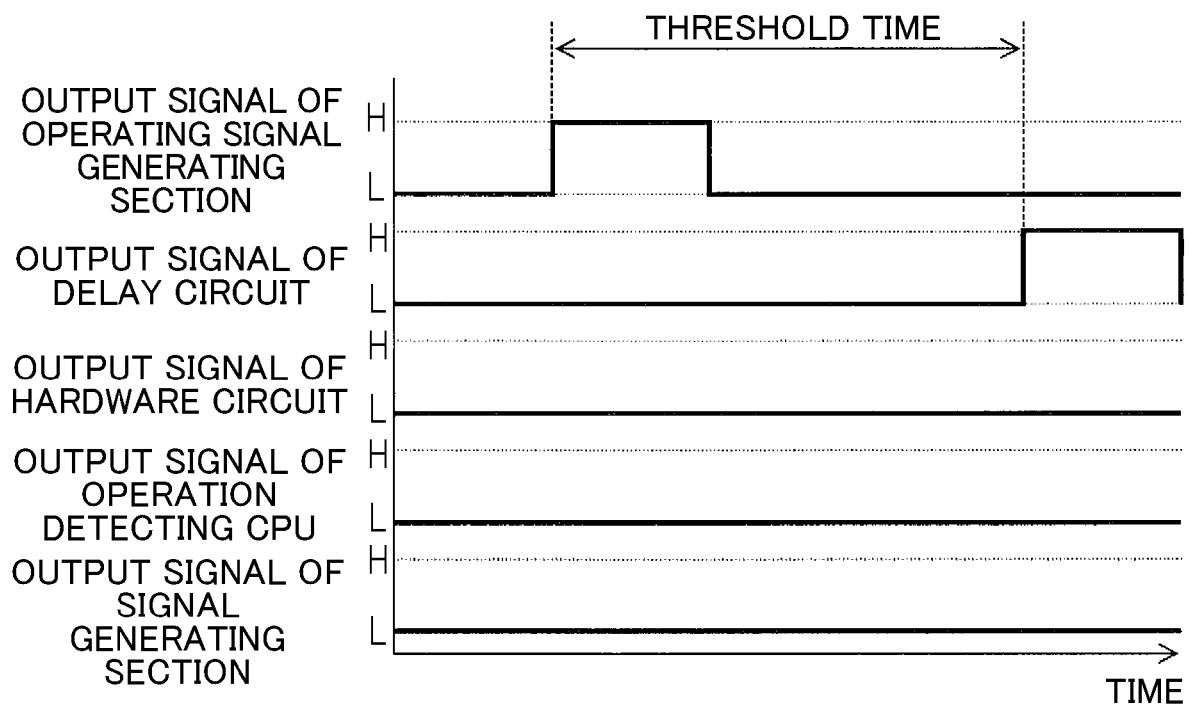 THRESHOLD TIME
OUTPUT SIGNAL OF
OPERATING SIGNAL
GENERATING
SECTION
H
L
OUTPUT SIGNAL OF
DELAY CIRCUIT
H
L
OUTPUT SIGNAL OF
HARDWARE CIRCUIT
H
L
OUTPUT SIGNAL OF
OPERATION
DETECTING CPU
H
L
OUTPUT SIGNAL OF
SIGNAL
GENERATING
SECTION
H
L
TIME